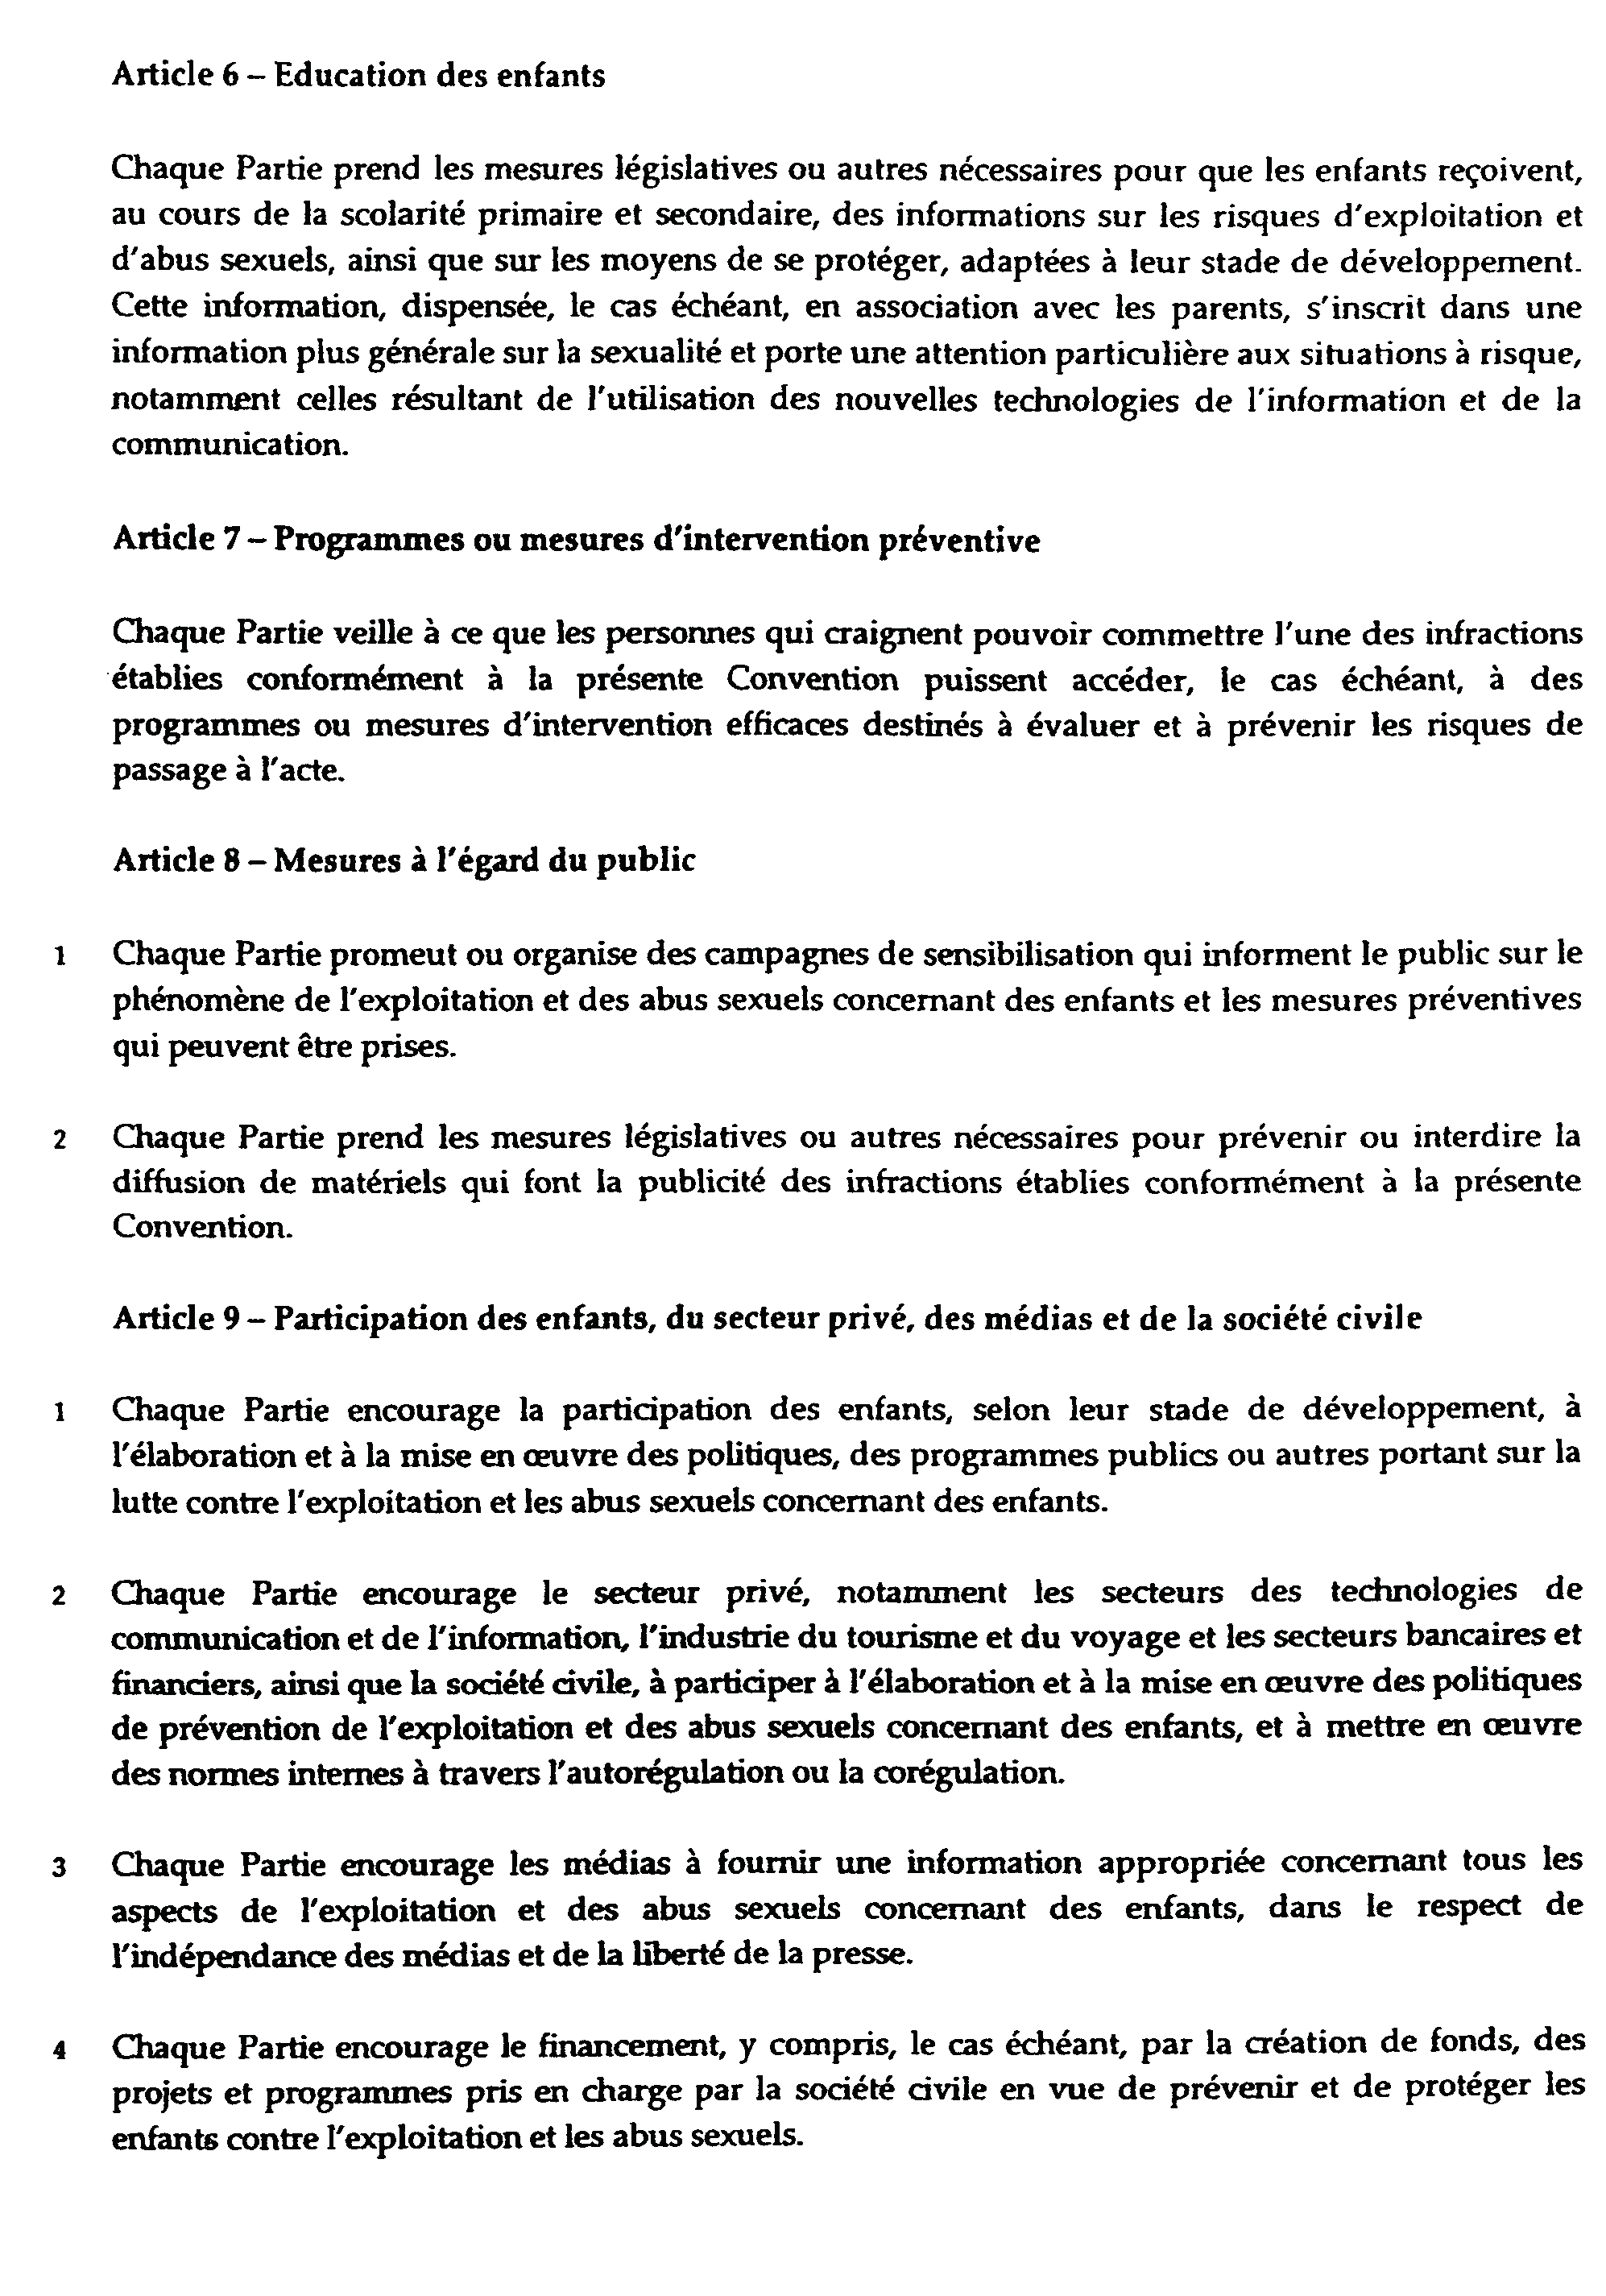 Article 6 – Education des enfants
Chaque Partie prend les mesures législatives ou autres nécessaires pour que les enfants reçoivent,
au cours de la scolarité primaire et secondaire, des informations sur les risques d'exploitation et
d'abus sexuels, ainsi que sur les moyens de se protéger, adaptées à leur stade de développement.
Cette information, dispensée, le cas échéant, en association avec les parents, s'inscrit dans une
information plus générale sur la sexualité et porte une attention particulière aux situations à risque,
notamment celles résultant de l'utilisation des nouvelles technologies de l'information et de la
communication.
Article 7 – Programmes ou mesures d'intervention préventive
Chaque Partie veille à ce que les personnes qui craignent pouvoir commettre l'une des infractions
établies conformément à la présente Convention puissent accéder, le cas échéant, à des
programmes ou mesures d'intervention efficaces destinés à évaluer et à prévenir les risques de
passage à l'acte.
Article 8 – Mesures à l'égard du public
1 Chaque Partie promeut ou organise des campagnes de sensibilisation qui informent le public sur le
phénomène de l'exploitation et des abus sexuels concernant des enfants et les mesures préventives
qui peuvent être prises.
2 Chaque Partie prend les mesures législatives ou autres nécessaires pour prévenir ou interdire la
diffusion de matériels qui font la publicité des infractions établies conformément à la présente
Convention.
Article 9 – Participation des enfants, du secteur privé, des médias et de la société civile
1 Chaque Partie encourage la participation des enfants, selon leur stade de développement, à
l'élaboration et à la mise en œuvre des politiques, des programmes publics ou autres portant sur la
lutte contre l'exploitation et les abus sexuels concernant des enfants.
2 Chaque Partie encourage le secteur privé, notamment les secteurs des technologies de
communication et de l'information, l'industrie du tourisme et du voyage et les secteurs bancaires et
financiers, ainsi que la société civile, à participer à l'élaboration et à la mise en œuvre des politiques
de prévention de l'exploitation et des abus sexuels concernant des enfants, et à mettre en œuvre
des normes internes à travers l'autorégulation ou la corégulation.
3 Chaque Partie encourage les médias à fournir une information appropriée concernant tous les
aspects de l'exploitation et des abus sexuels concernant des enfants, dans le respect de
l'indépendance des médias et de la liberté de la presse.
4 Chaque Partie encourage le financement, y compris, le cas échéant, par la création de fonds, des
projets et programmes pris en charge par la société civile en vue de prévenir et de protéger les
enfants contre l'exploitation et les abus sexuels.